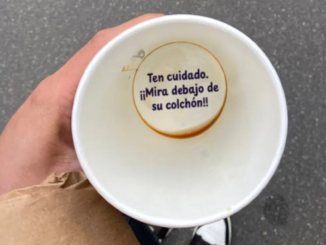 Ten cuidado.
¡¡Mira debajo de
su colchón!!